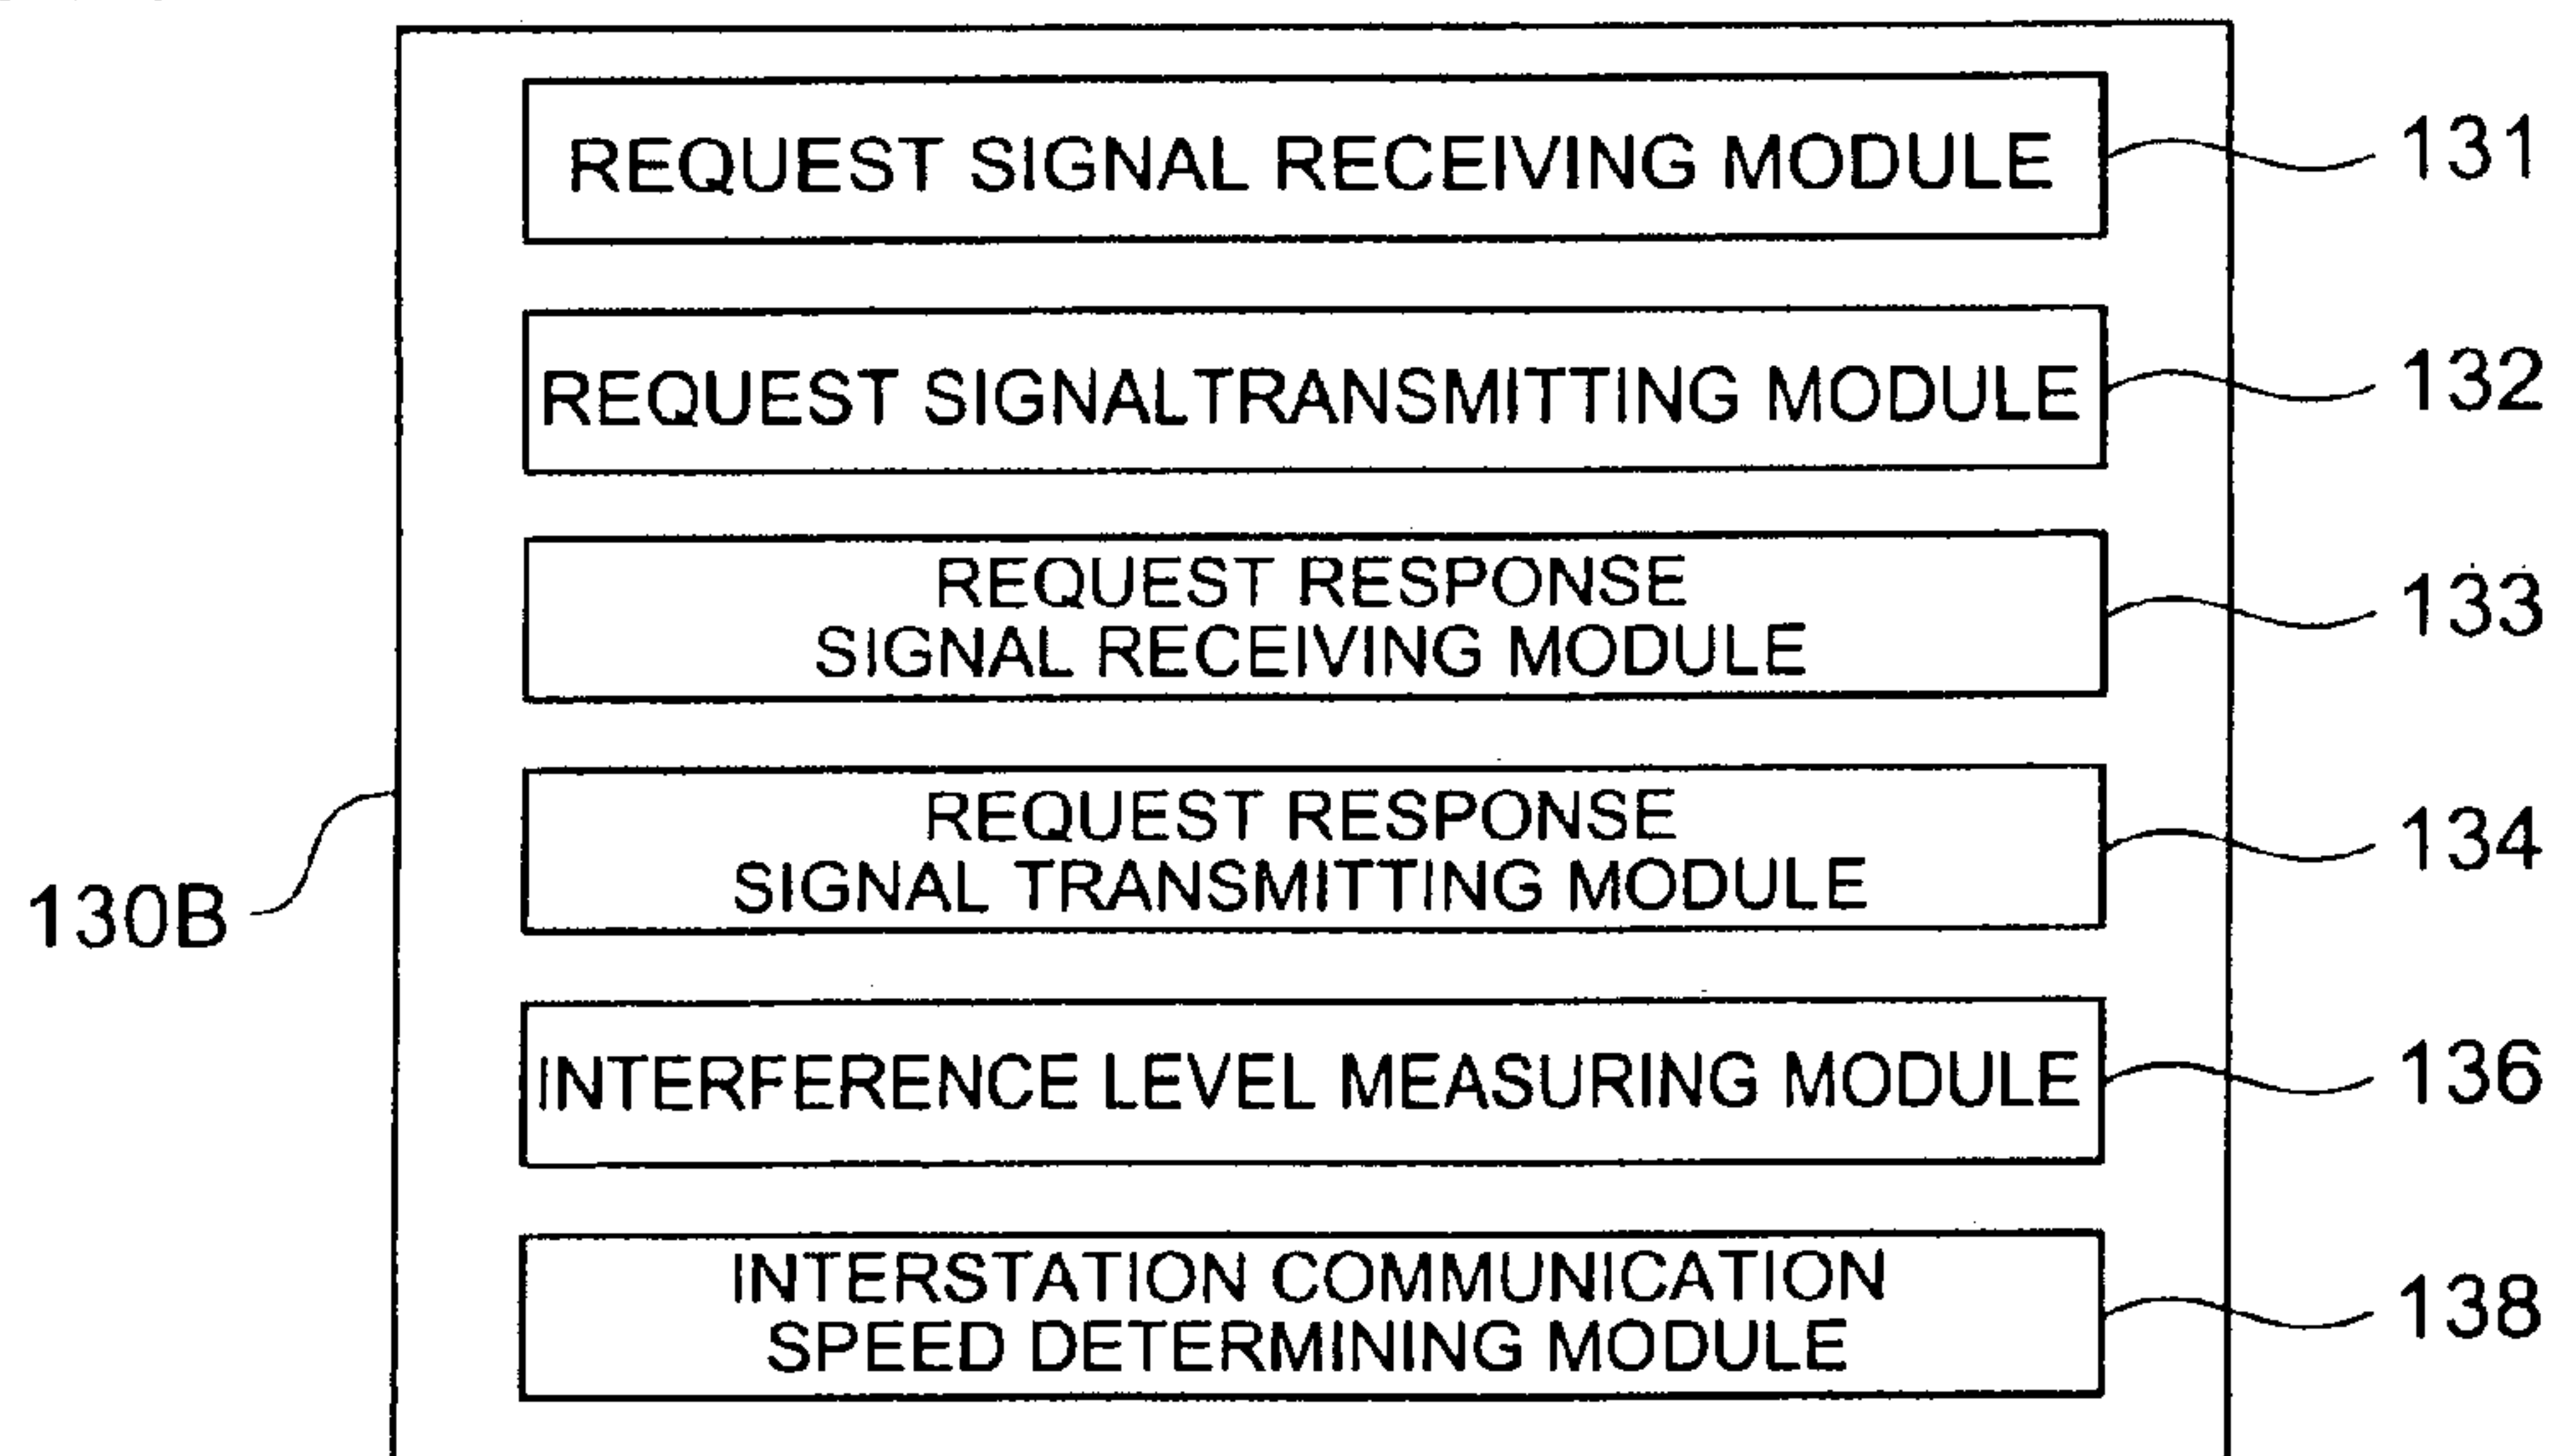 REQUEST SIGNAL RECEIVING MODULE
131
REQUEST SIGNALTRANSMITTING MODULE
132
REQUEST RESPONSE
SIGNAL RECEIVING MODULE
133
REQUEST RESPONSE
SIGNAL TRANSMITTING MODULE
134
130B
INTERFERENCE LEVEL MEASURING MODULE
136
INTERSTATION COMMUNICATION
SPEED DETERMINING MODULE
138